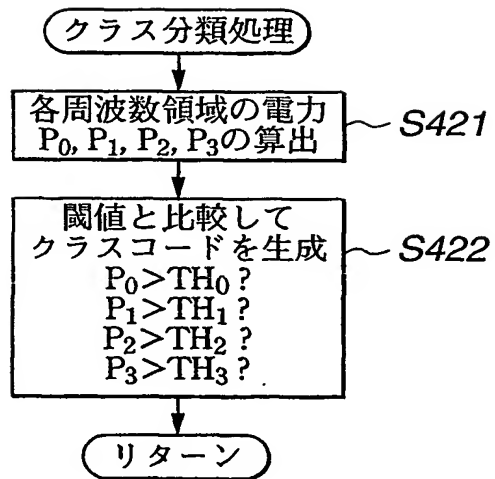 クラス分類処理
各周波数領域の電力
P₀, P₁, P₂, P₃の算出
S421
閾値と比較して
クラスコードを生成
P₀>TH₀?
P₁>TH₁?
P₂>TH₂?
P₃>TH₃?
S422
リターン